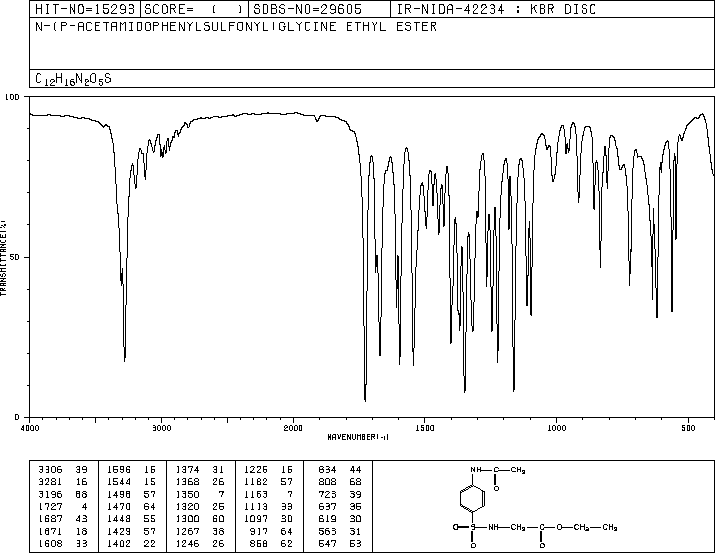 HIT-NO=15293 SCORE= ( ) SDBS-NO=29605 IR-NIDA-42234 : KBR DISC
N-(P-ACETAMIDOPHENYLSULFONYL)GLYCINE ETHYL ESTER
C12H16N2O5S
100
50
0
TRANSMITTANCE(%)
4000 3000 2000 1500 1000 500
WAVENUMBER(-1)
3306 39 1596 16 1374 31 1226 16 834 44
3281 16 1544 15 1368 26 1182 57 808 68
3196 68 1498 57 1350 7 1163 7 723 39
1727 4 1470 64 1320 25 1113 33 637 35
1687 43 1448 55 1300 60 1097 30 619 30
1671 18 1429 57 1267 38 917 64 563 31
1608 33 1402 22 1246 26 858 62 547 53
NH C CH3
O
O S NH CH2 C O CH2 CH3
O O